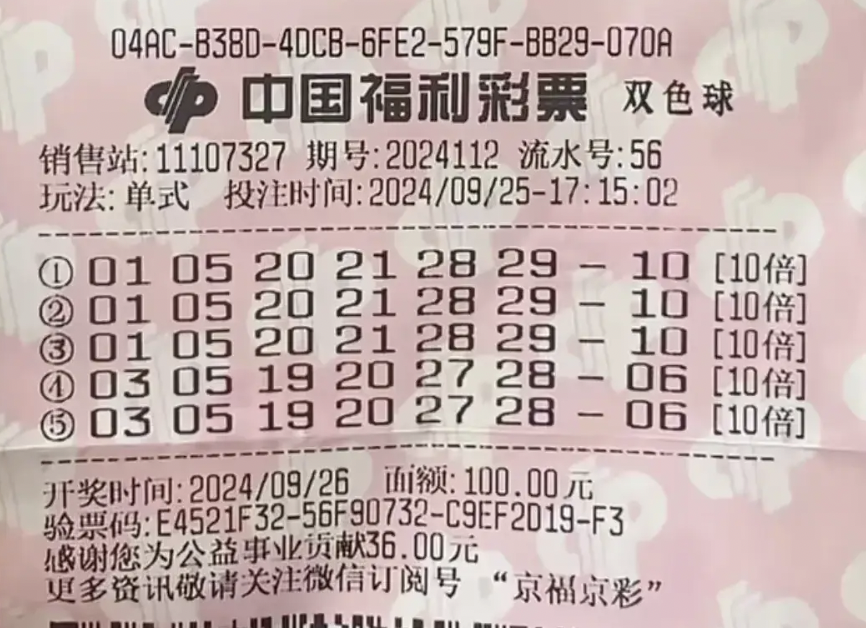 04AC-B38D-4DCB-6FE2-579F-BB29-070A
中国福利彩票 双色球
销售站:11107327 期号:2024112 流水号:56
玩法:单式 投注时间:2024/09/25-17:15:02
① 01 05 20 21 28 29 - 10 [10倍]
② 01 05 20 21 28 29 - 10 [10倍]
③ 01 05 20 21 28 29 - 10 [10倍]
④ 03 05 19 20 27 28 - 06 [10倍]
⑤ 03 05 19 20 27 28 - 06 [10倍]
开奖时间:2024/09/26 面额:100.00元
验票码:E4521F32-56F90732-C9EF2D19-F3
感谢您为公益事业贡献36.00元
更多资讯敬请关注微信订阅号 “京福京彩”